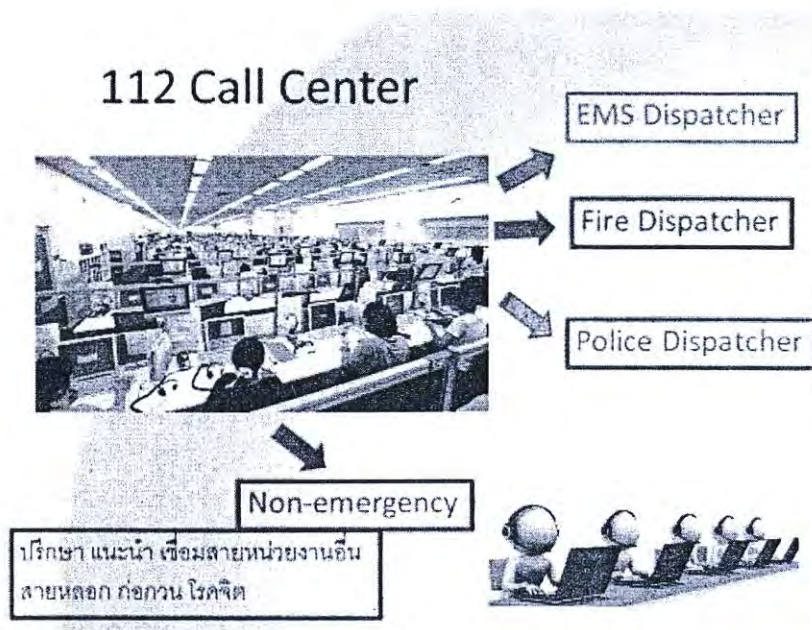 112 Call Center
EMS Dispatcher
Fire Dispatcher
Police Dispatcher
Non-emergency
ปรึกษา แนะนำ เชื่อมสายหน่วยงานอื่น
สายหลอก ก่อกวน โรคจิต